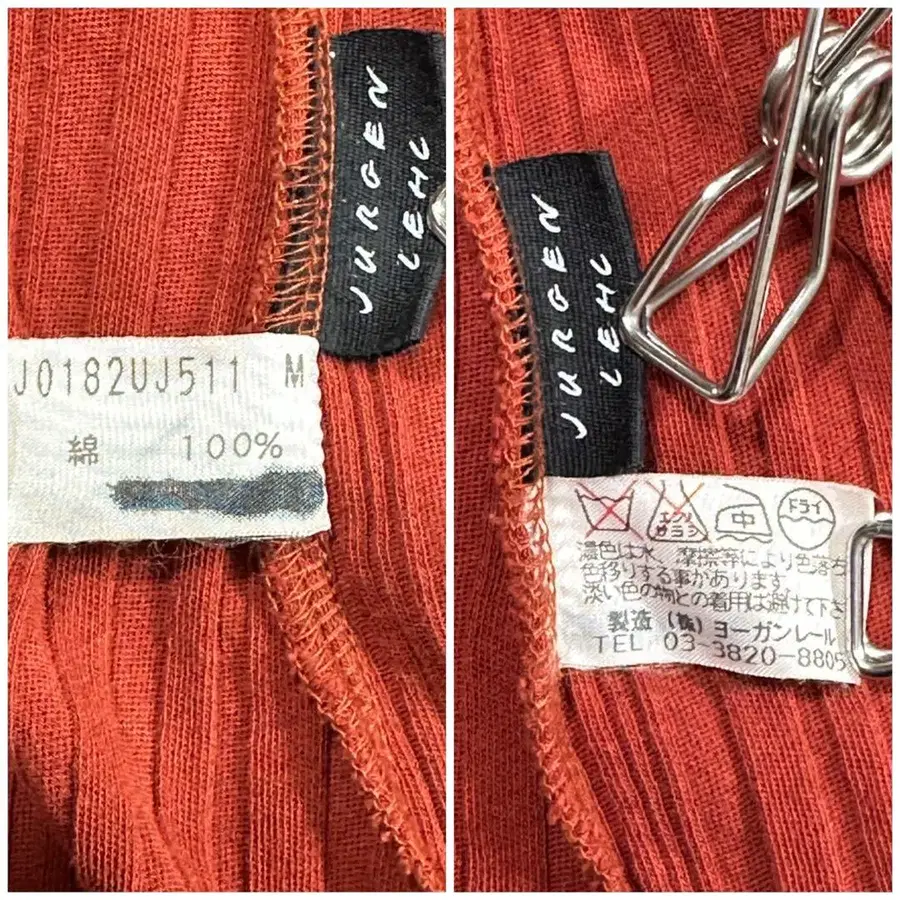 JURGEN
LEHL
J0182UJ511 M
綿 100%
JURGEN
LEHL
エンソ
サラシ
中
ドライ
濃色は水、摩擦等により色落ち
色移りする事があります。
淡い色の物との着用は避けて下さ
製造 (株) ヨーガンレール
TEL 03-3820-8805